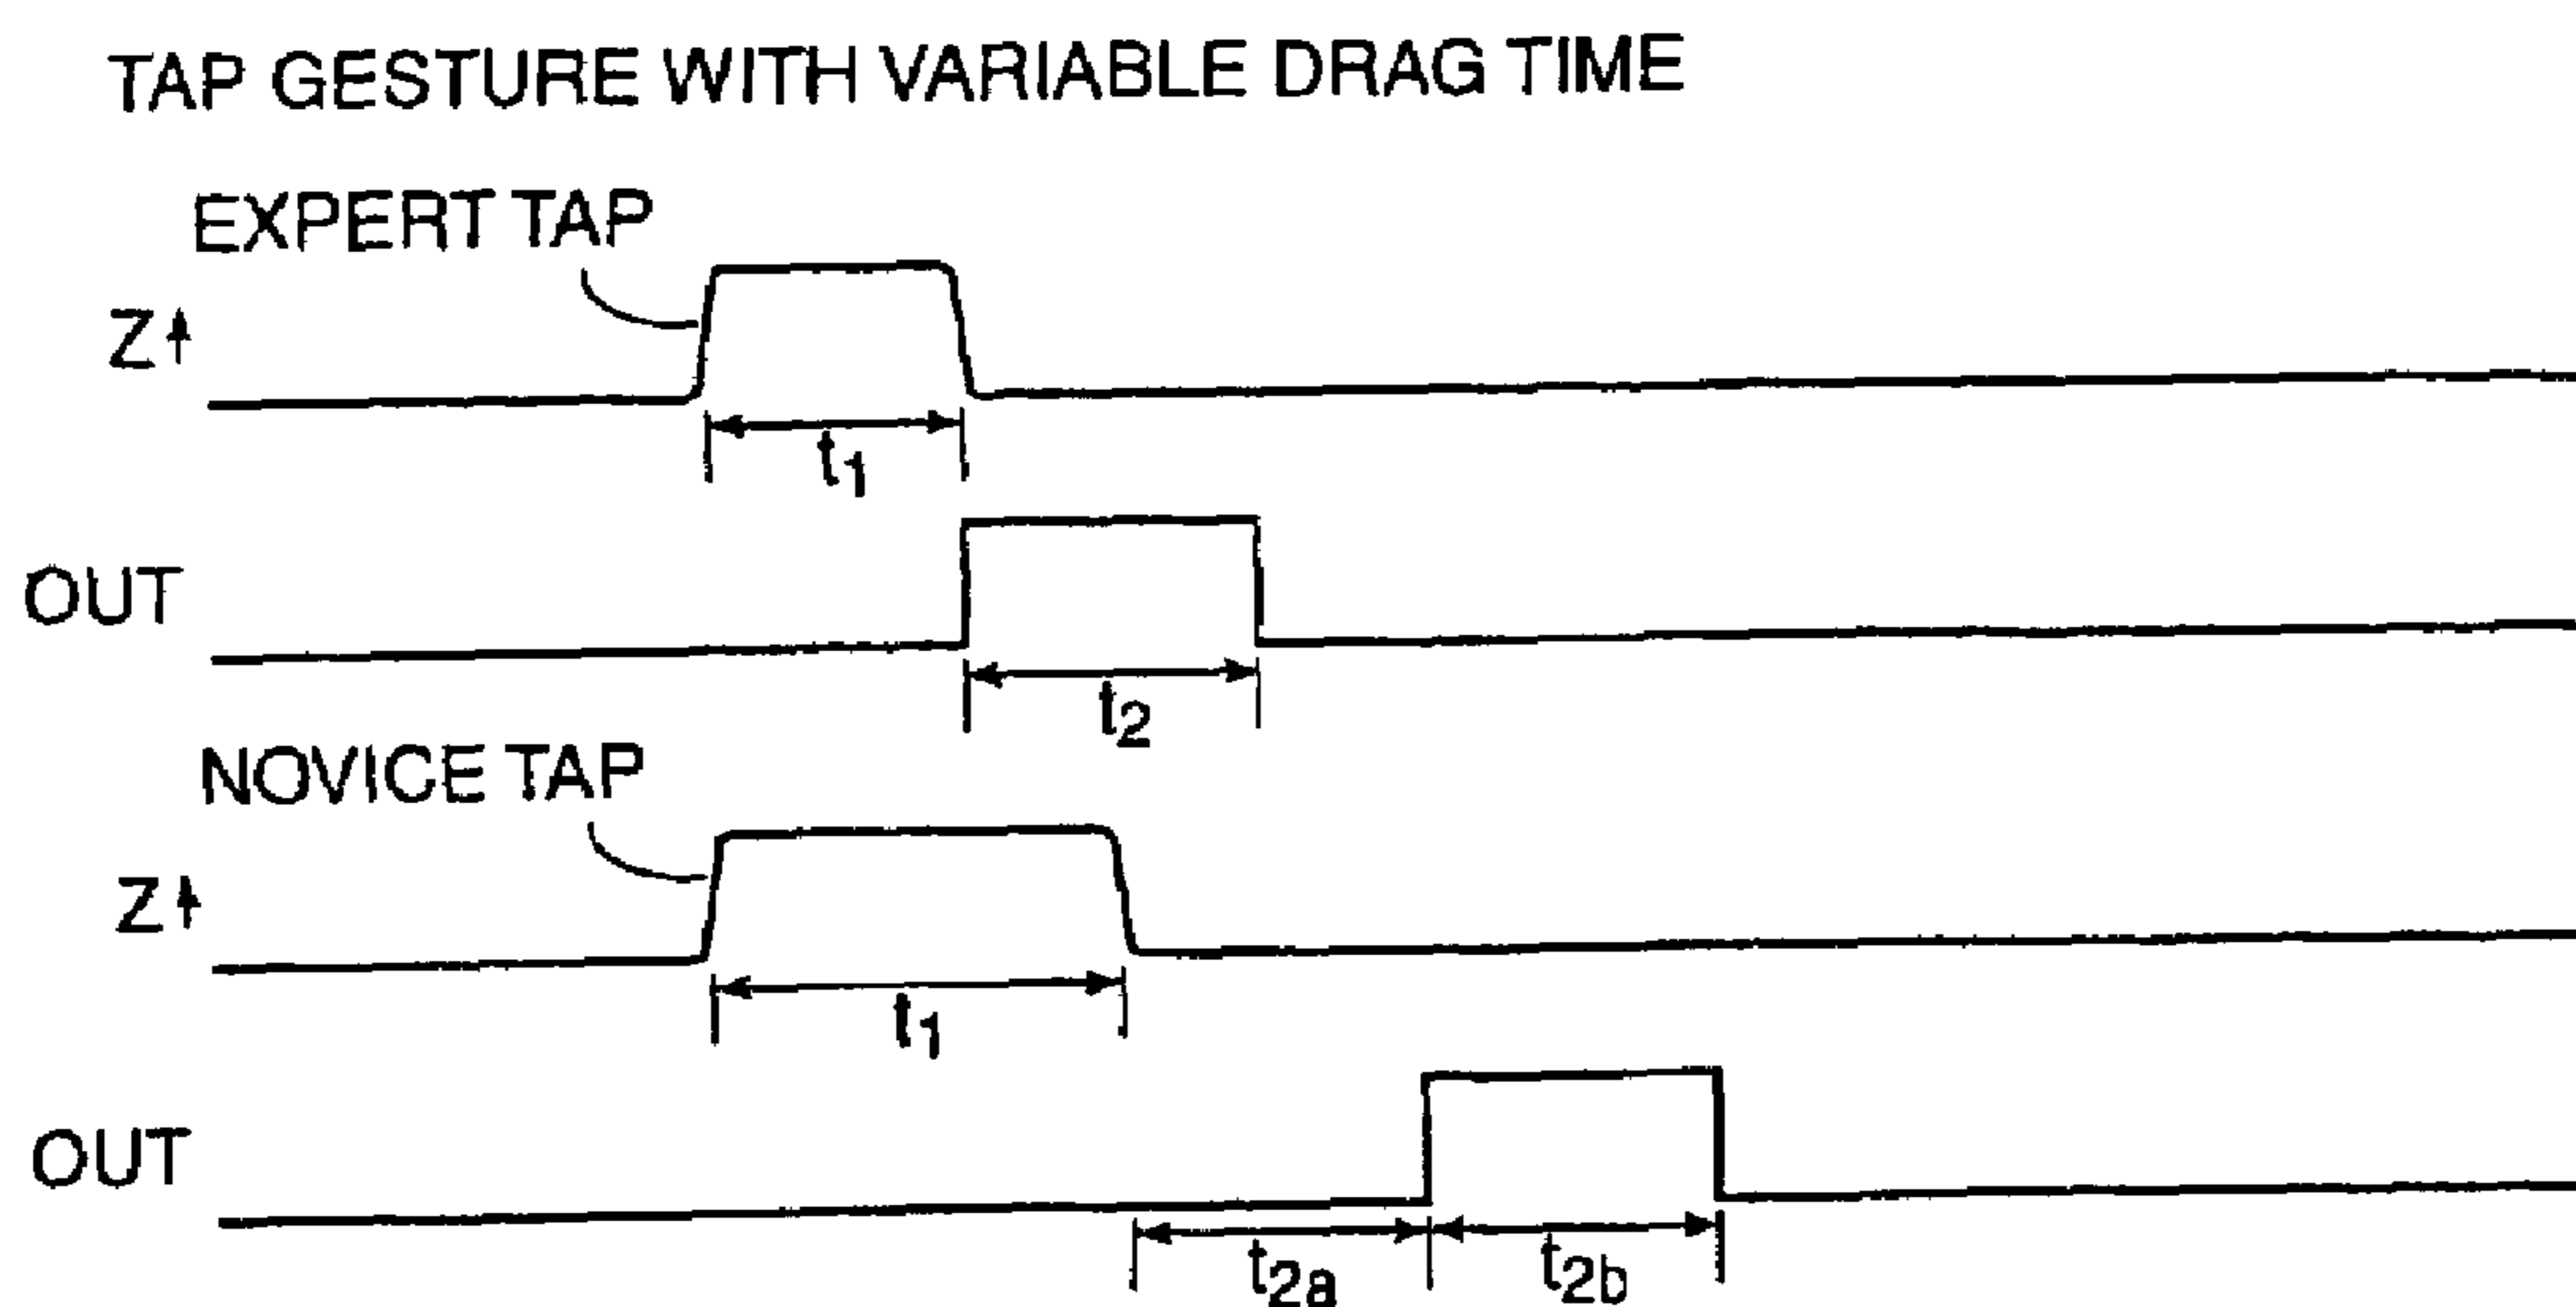 TAP GESTURE WITH VARIABLE DRAG TIME
EXPERT TAP
Z
t1
OUT
t2
NOVICE TAP
Z
t1
OUT
t2a t2b